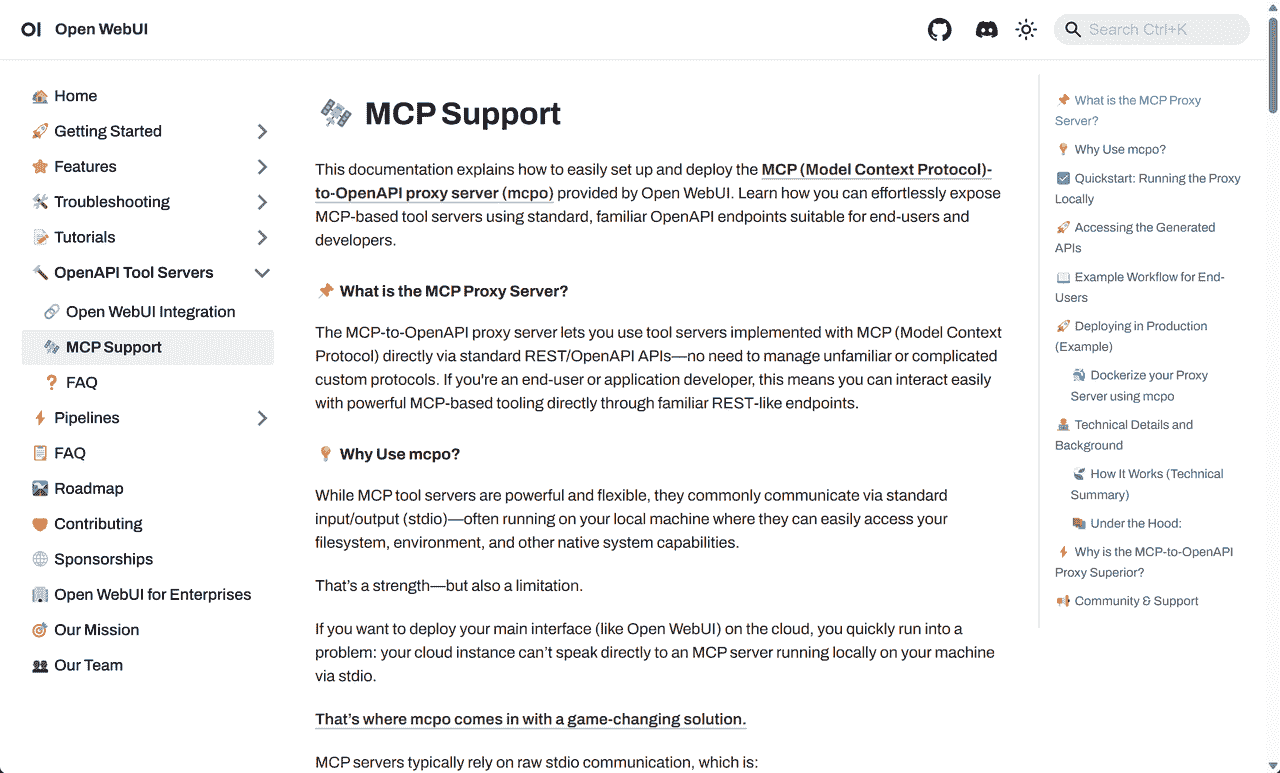 OI Open WebUI
Search Ctrl+K
Home
Getting Started
Features
Troubleshooting
Tutorials
OpenAPI Tool Servers
Open WebUI Integration
MCP Support
FAQ
Pipelines
FAQ
Roadmap
Contributing
Sponsorships
Open WebUI for Enterprises
Our Mission
Our Team
MCP Support
This documentation explains how to easily set up and deploy the MCP (Model Context Protocol)-
to-OpenAPI proxy server (mcpo) provided by Open WebUI. Learn how you can effortlessly expose
MCP-based tool servers using standard, familiar OpenAPI endpoints suitable for end-users and
developers.
What is the MCP Proxy Server?
The MCP-to-OpenAPI proxy server lets you use tool servers implemented with MCP (Model Context
Protocol) directly via standard REST/OpenAPI APIs—no need to manage unfamiliar or complicated
custom protocols. If you're an end-user or application developer, this means you can interact easily
with powerful MCP-based tooling directly through familiar REST-like endpoints.
Why Use mcpo?
While MCP tool servers are powerful and flexible, they commonly communicate via standard
input/output (stdio)—often running on your local machine where they can easily access your
filesystem, environment, and other native system capabilities.
That’s a strength—but also a limitation.
If you want to deploy your main interface (like Open WebUI) on the cloud, you quickly run into a
problem: your cloud instance can’t speak directly to an MCP server running locally on your machine
via stdio.
That’s where mcpo comes in with a game-changing solution.
MCP servers typically rely on raw stdio communication, which is:
What is the MCP Proxy
Server?
Why Use mcpo?
Quickstart: Running the Proxy
Locally
Accessing the Generated
APIs
Example Workflow for End-
Users
Deploying in Production
(Example)
Dockerize your Proxy
Server using mcpo
Technical Details and
Background
How It Works (Technical
Summary)
Under the Hood:
Why is the MCP-to-OpenAPI
Proxy Superior?
Community & Support